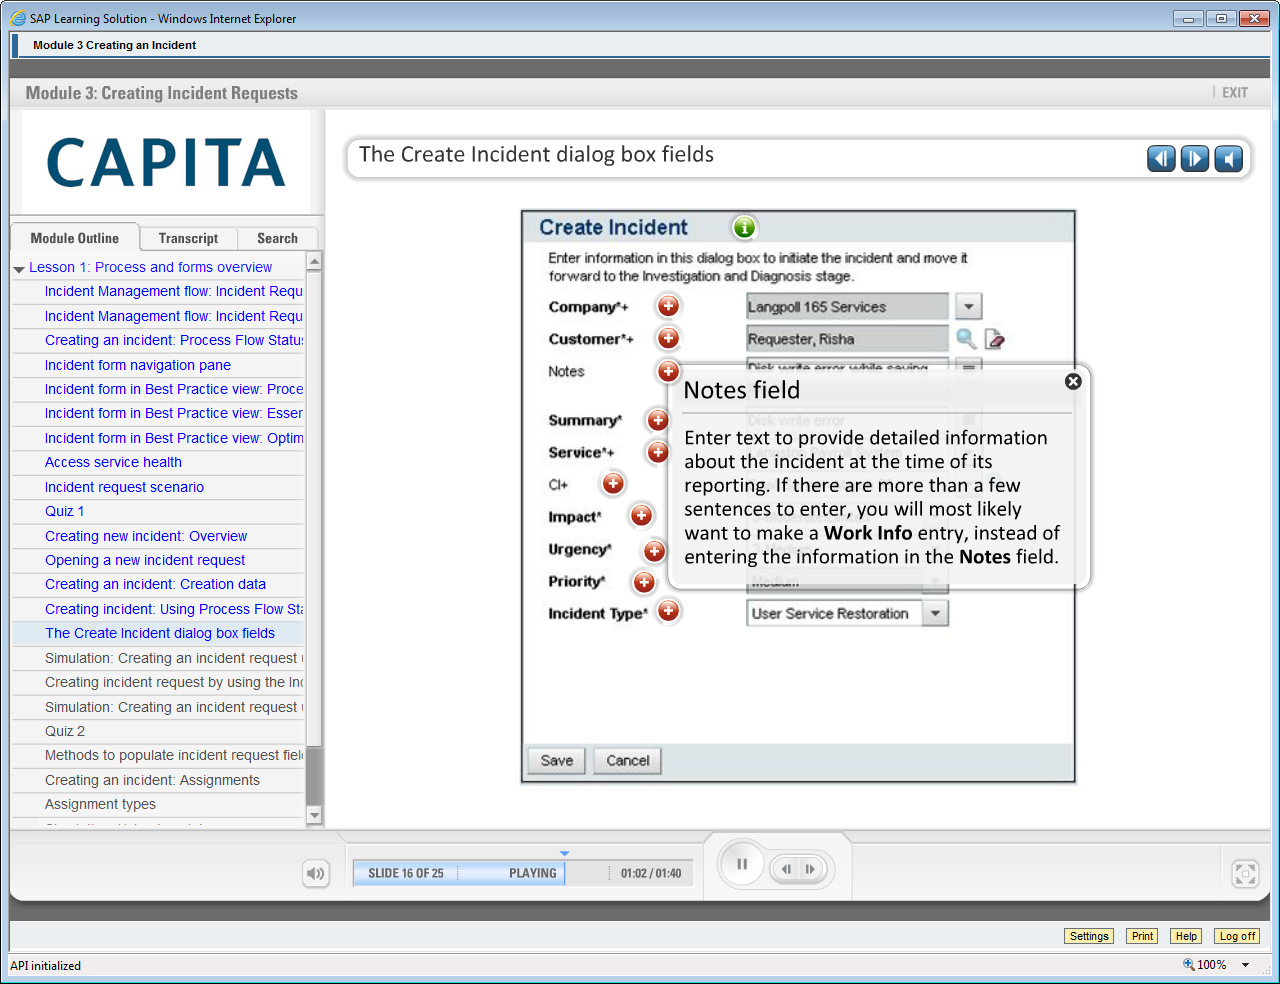 SAP Learning Solution - Windows Internet Explorer
Module 3 Creating an Incident
Module 3: Creating Incident Requests
EXIT
CAPITA
The Create Incident dialog box fields
Module Outline
Transcript
Search
Lesson 1: Process and forms overview
Incident Management flow: Incident Requ
Incident Management flow: Incident Requ
Creating an incident: Process Flow Statu
Incident form navigation pane
Incident form in Best Practice view: Proce
Incident form in Best Practice view: Esser
Incident form in Best Practice view: Optim
Access service health
Incident request scenario
Quiz 1
Creating new incident: Overview
Opening a new incident request
Creating an incident: Creation data
Creating incident: Using Process Flow Sta
The Create Incident dialog box fields
Simulation: Creating an incident request
Creating incident request by using the Inc
Simulation: Creating an incident request
Quiz 2
Methods to populate incident request fiel
Creating an incident: Assignments
Assignment types
Create Incident
Enter information in this dialog box to initiate the incident and move it
forward to the Investigation and Diagnosis stage.
Company*+
Langpoll 165 Services
Customer*+
Requester, Risha
Notes
Disk write error while saving
Summary*
Disk write error
Service*+
CI+
Impact*
Urgency*
Priority*
Medium
Incident Type*
User Service Restoration
Notes field
Enter text to provide detailed information
about the incident at the time of its
reporting. If there are more than a few
sentences to enter, you will most likely
want to make a Work Info entry, instead of
entering the information in the Notes field.
Save
Cancel
SLIDE 16 OF 25
PLAYING
01:02 / 01:40
Settings
Print
Help
Log off
API initialized
100%